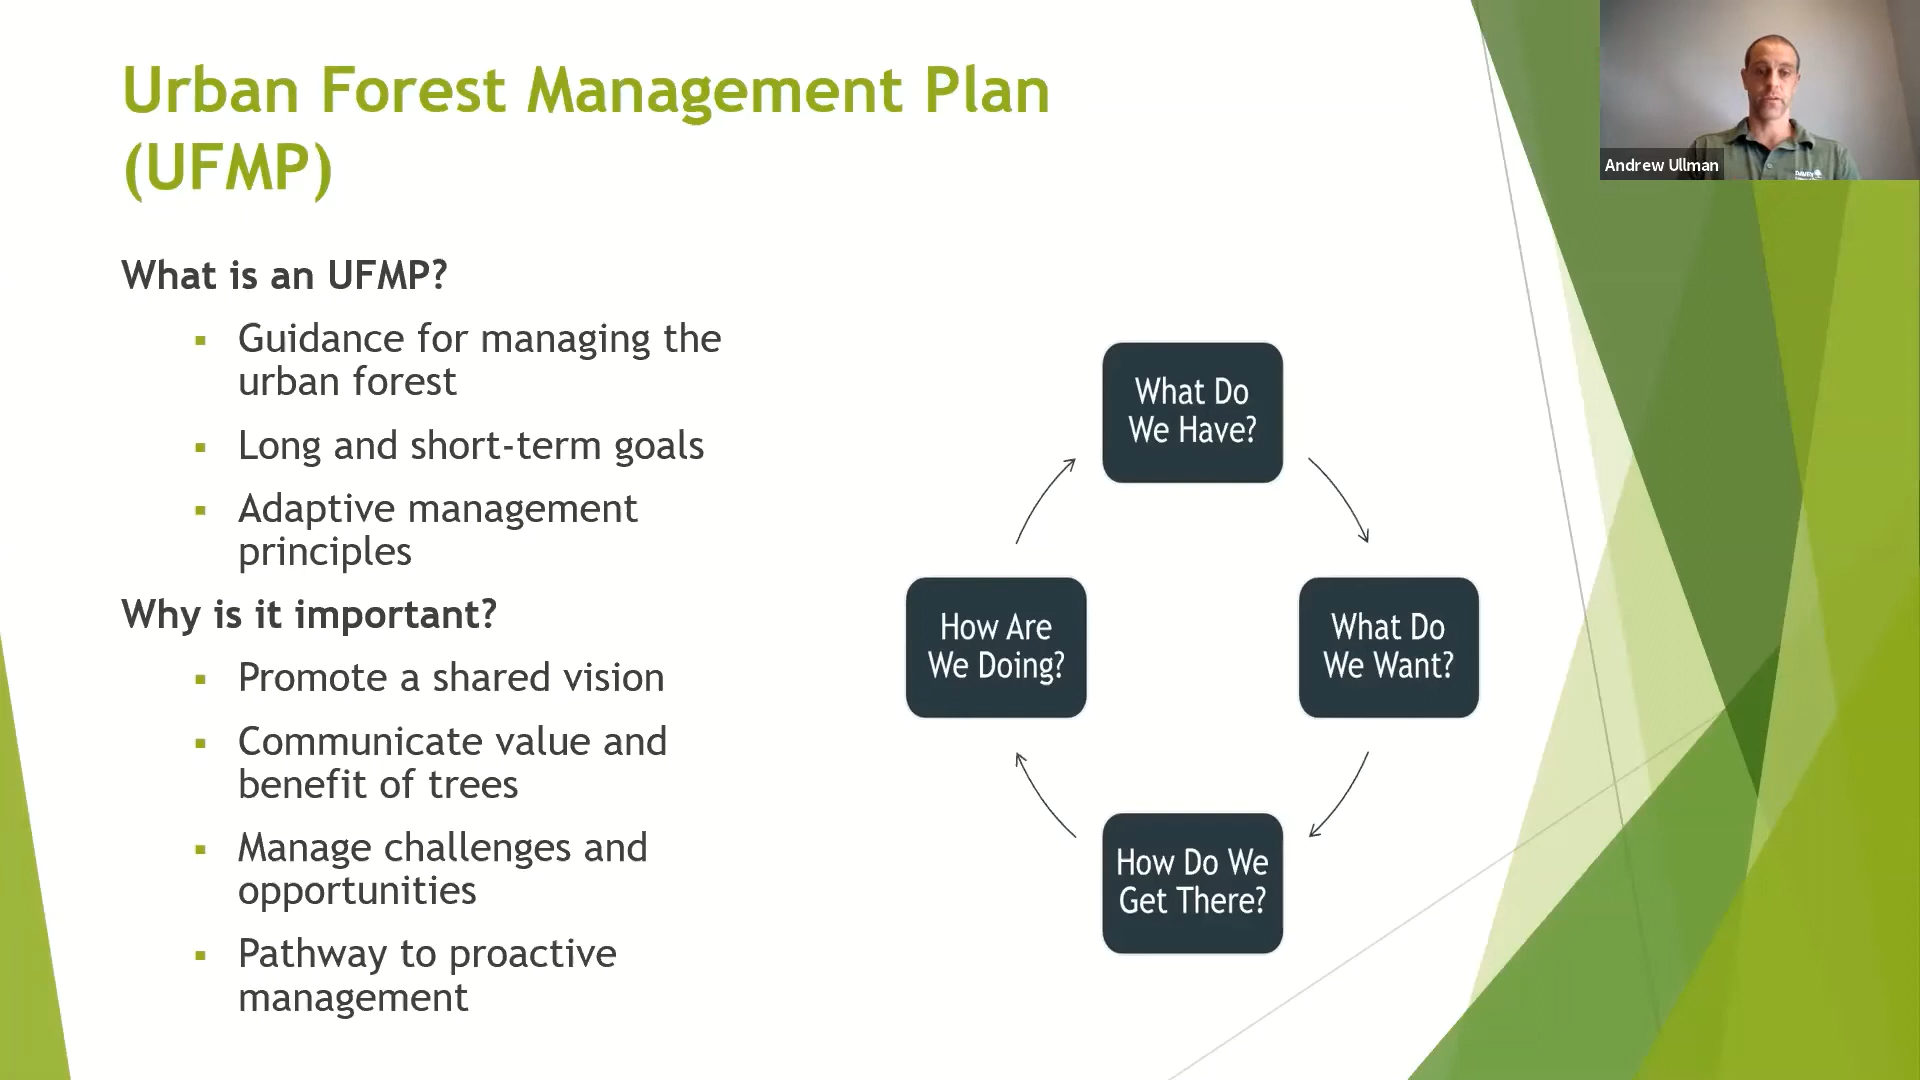 Urban Forest Management Plan
(UFMP)
What is an UFMP?
Guidance for managing the
urban forest
Long and short-term goals
Adaptive management
principles
Why is it important?
Promote a shared vision
Communicate value and
benefit of trees
Manage challenges and
opportunities
Pathway to proactive
management
What Do
We Have?
What Do
We Want?
How Do We
Get There?
How Are
We Doing?
Andrew Ullman
DAVEY